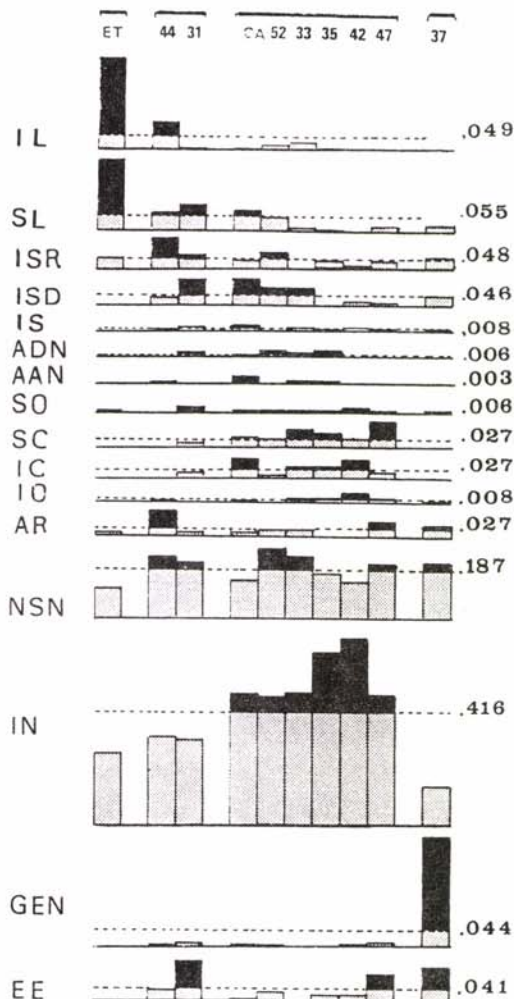 ET 44 31 CA 52 33 35 42 47 37
IL .049
SL .055
ISR .048
ISD .046
IS ,008
ADN .006
AAN .003
SO .006
SC .027
IC .027
IO .008
AR .027
NSN .187
IN .416
GEN .044
EE .041